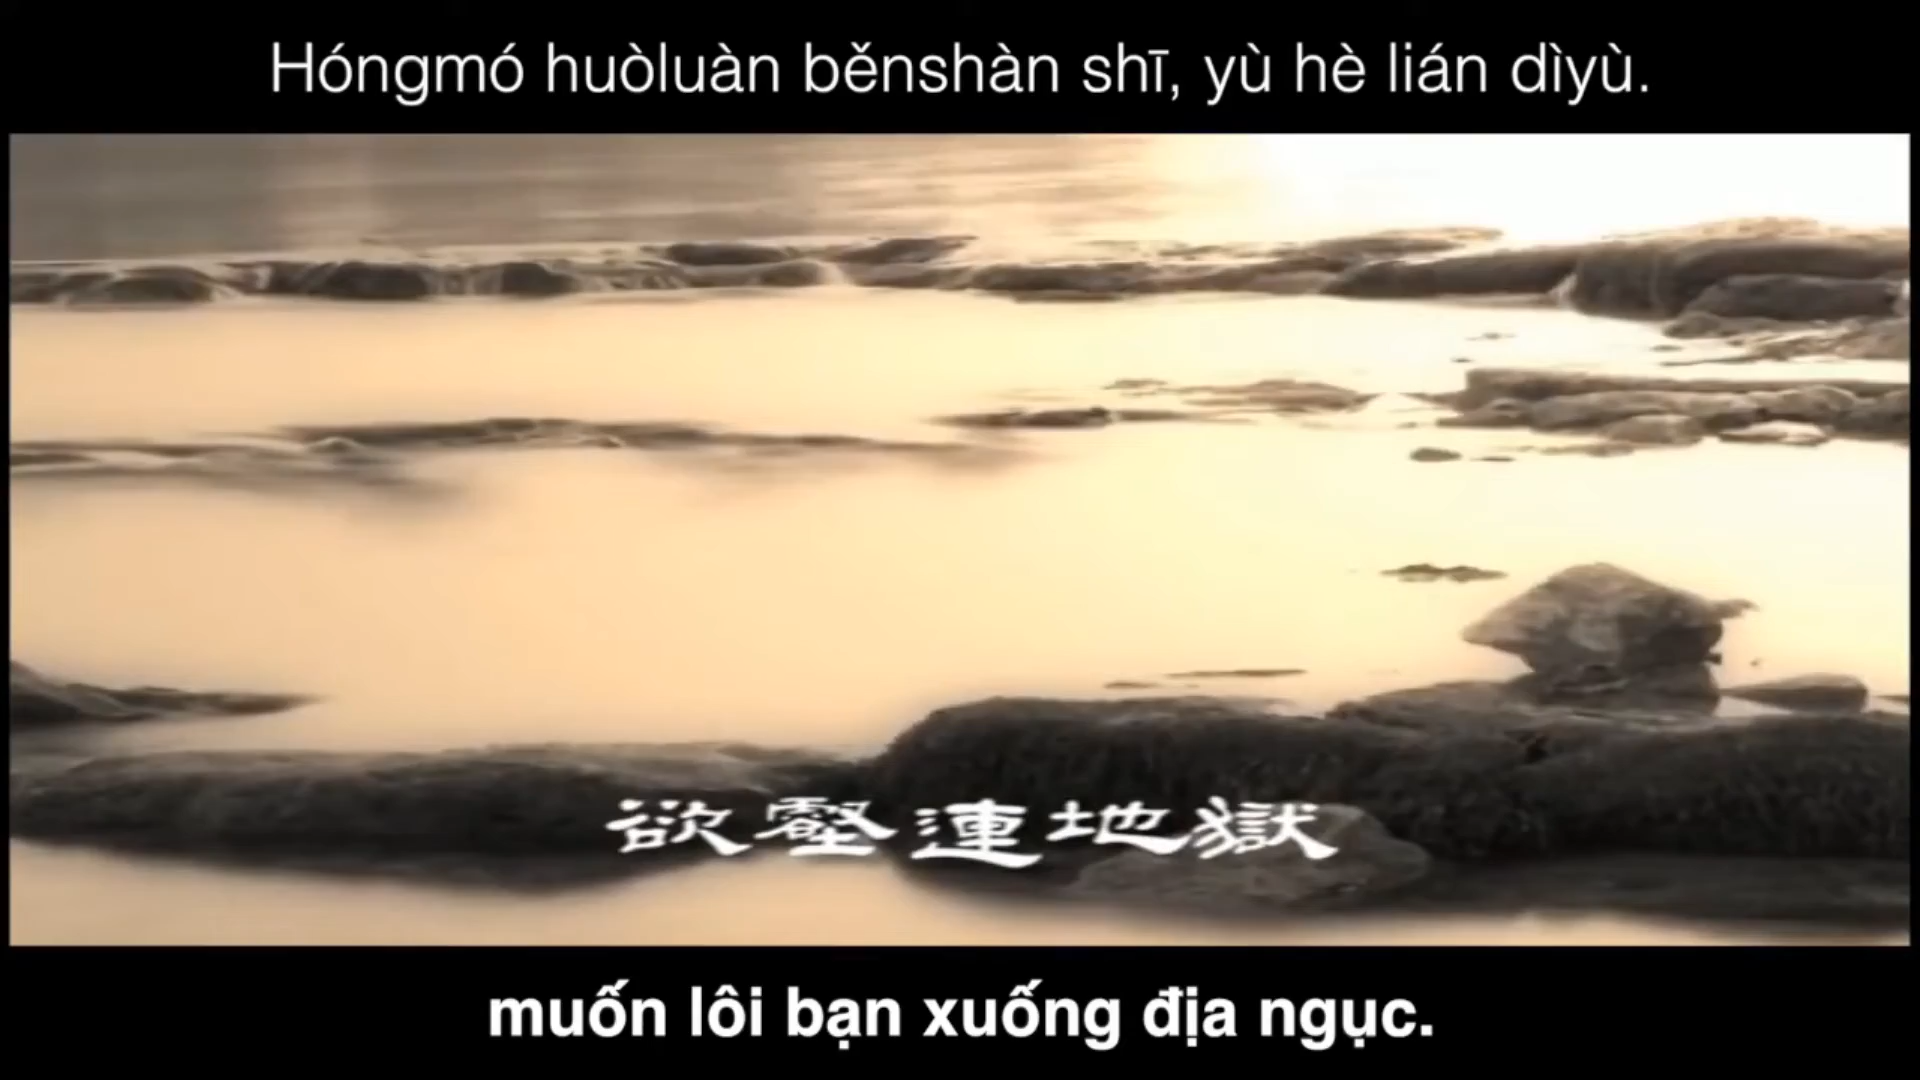 Hóngmó huòluàn běnshàn shī, yù hè lián dìyù.
欲壑連地獄
muốn lôi bạn xuống địa ngục.